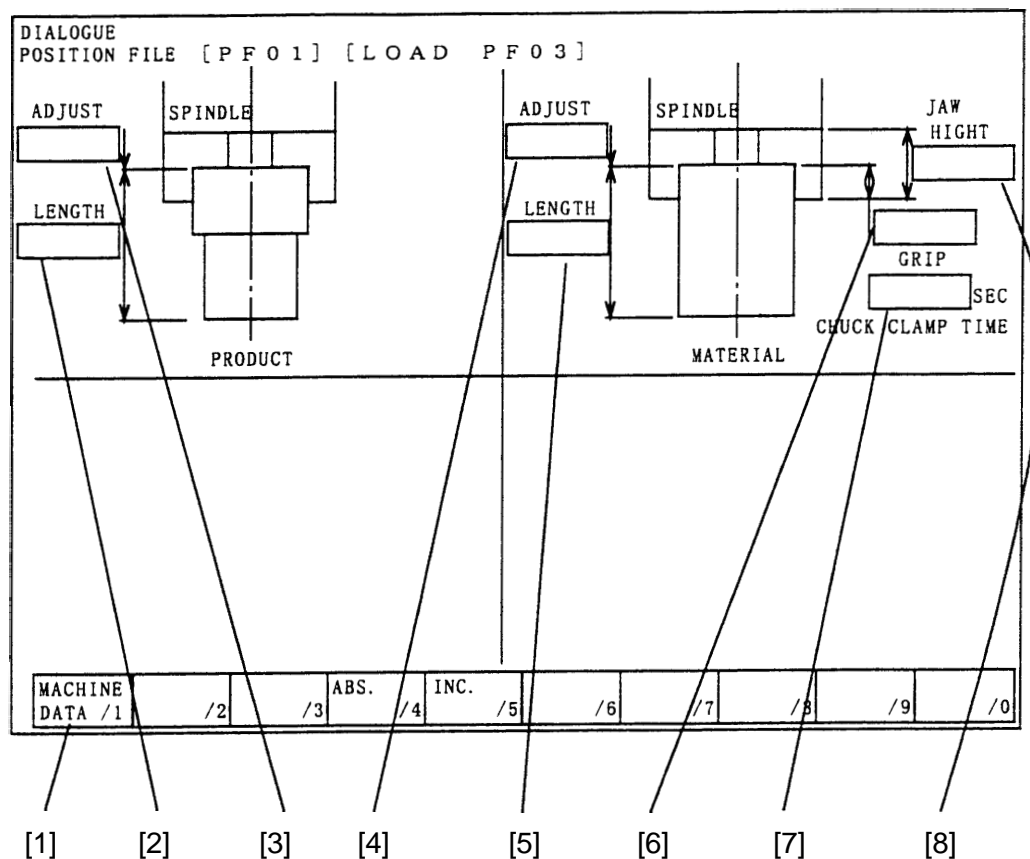 DIALOGUE
POSITION FILE [PF01] [LOAD PF03]
ADJUST
SPINDLE
LENGTH
PRODUCT
ADJUST
SPINDLE
JAW
HIGHT
LENGTH
GRIP
SEC
CHUCK CLAMP TIME
MATERIAL
MACHINE
DATA /1
/2
/3
ABS.
/4
INC.
/5
/6
/7
/8
/9
/0
[1] [2] [3] [4] [5] [6] [7] [8]